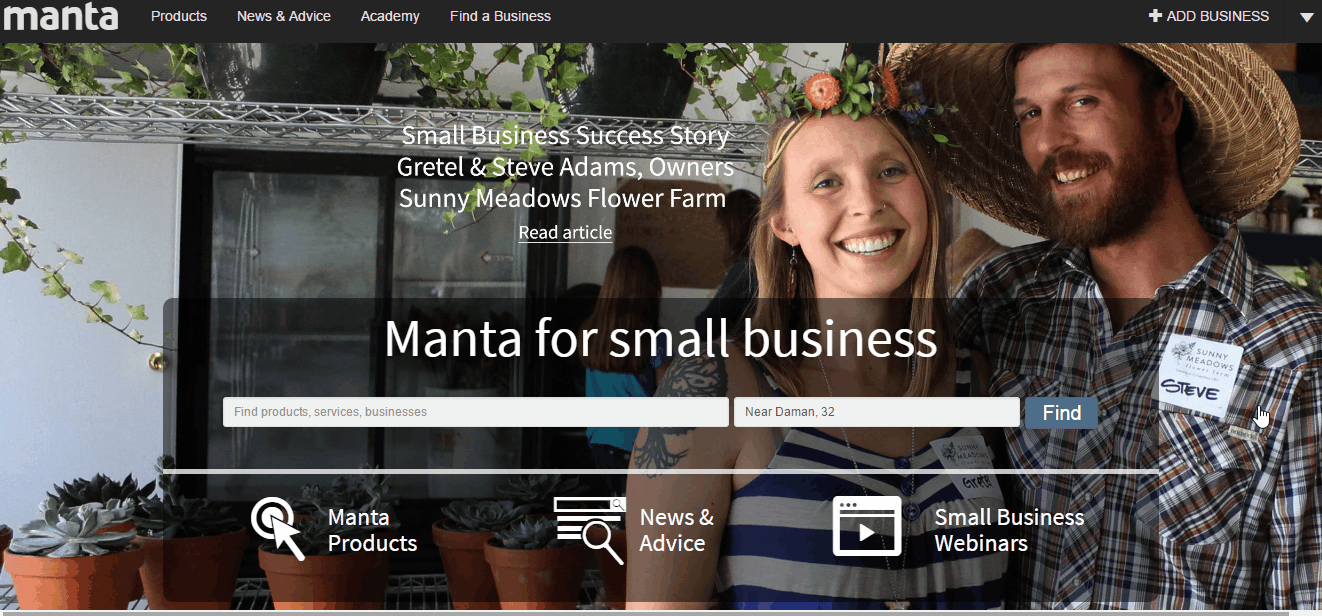 manta
Products
News & Advice
Academy
Find a Business
ADD BUSINESS
Small Business Success Story
Gretel & Steve Adams, Owners
Sunny Meadows Flower Farm
Read article
Manta for small business
Find products, services, businesses
Near Daman, 32
Find
SUNNY
MEADOWS
flower farm
STEVE
SUNNY
MEADOWS
Gretel
Manta
Products
News &
Advice
Small Business
Webinars